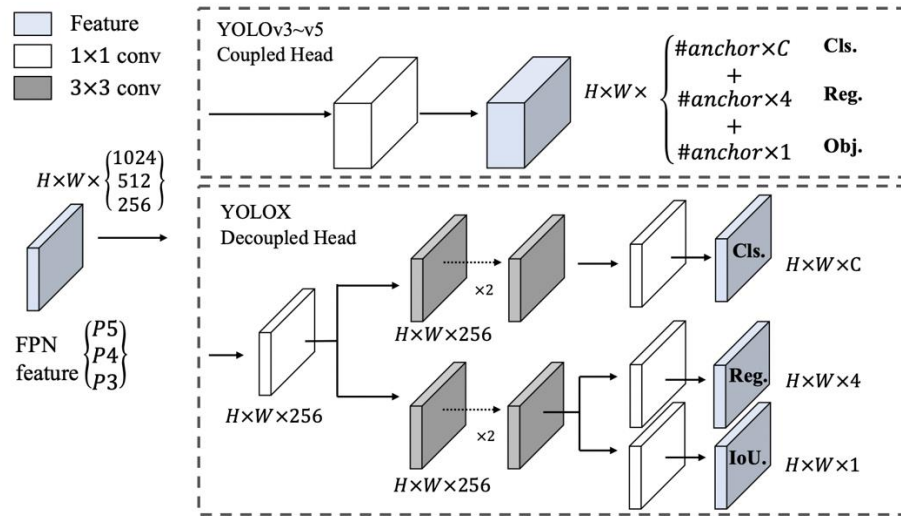 Feature
1×1 conv
3×3 conv
YOLOv3~v5
Coupled Head
H×W×
#anchor×C
+
#anchor×4
+
#anchor×1
Cls.
Reg.
Obj.
H×W×
1024
512
256
FPN
feature
P5
P4
P3
YOLOX
Decoupled Head
H×W×256
×2
H×W×256
×2
H×W×256
Cls.
H×W×C
Reg.
H×W×4
IoU.
H×W×1